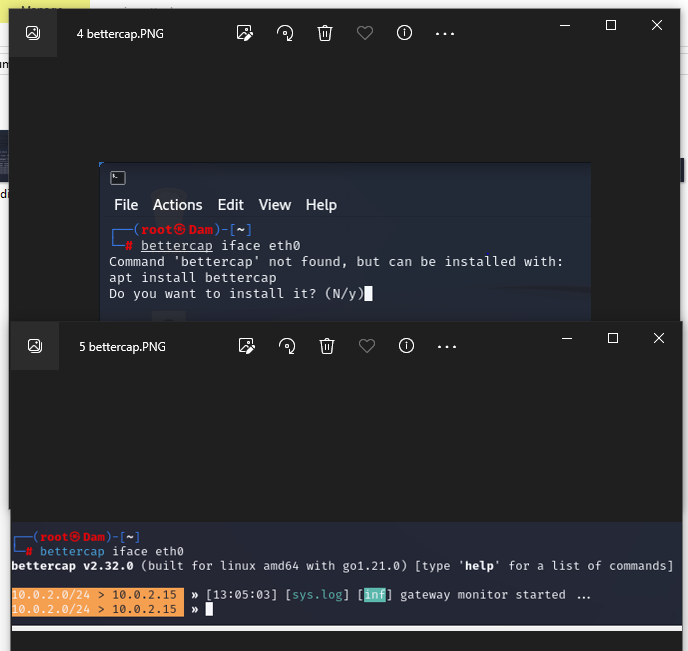 4 bettercap.PNG
File Actions Edit View Help
┌──(root㉿Dam)-[~]
└─# bettercap iface eth0
Command 'bettercap' not found, but can be installed with:
apt install bettercap
Do you want to install it? (N/y)
5 bettercap.PNG
┌──(root㉿Dam)-[~]
└─# bettercap iface eth0
bettercap v2.32.0 (built for linux amd64 with go1.21.0) [type 'help' for a list of commands]
10.0.2.0/24 > 10.0.2.15 » [13:05:03] [sys.log] [inf] gateway monitor started ...
10.0.2.0/24 > 10.0.2.15 »